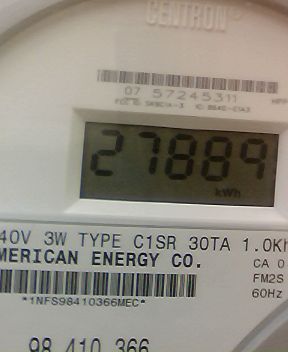 CENTRON®
07 57245311
27889
kWh
40V 3W TYPE C1SR 30TA 1.0Kh
MERICAN ENERGY CO.
CA 0
FM2S
60Hz
*1NFS98410366MEC*
98 410 366